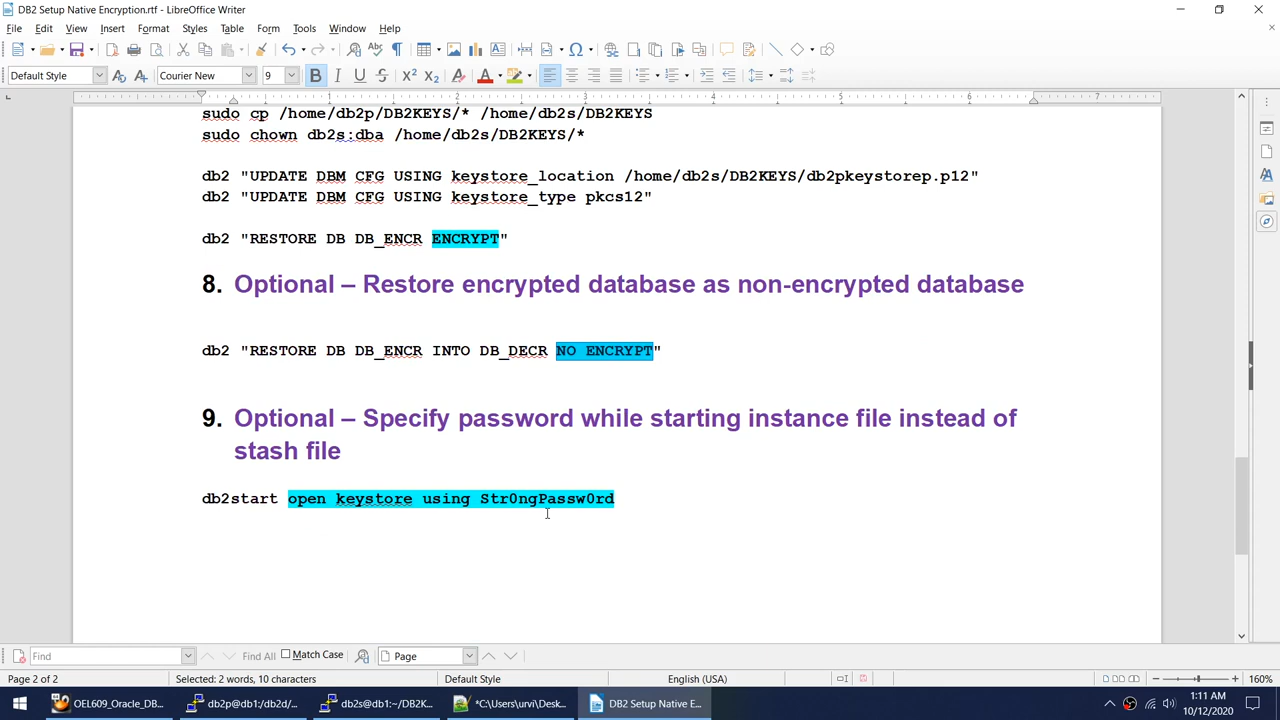 DB2 Setup Native Encryption.rtf - LibreOffice Writer
File Edit View Insert Format Styles Table Form Tools Window Help
Default Style Courier New 9
1 2 3 4 5 6 7
sudo cp /home/db2p/DB2KEYS/* /home/db2s/DB2KEYS
sudo chown db2s:dba /home/db2s/DB2KEYS/*
db2 "UPDATE DBM CFG USING keystore_location /home/db2s/DB2KEYS/db2pkeystorep.p12"
db2 "UPDATE DBM CFG USING keystore_type pkcs12"
db2 "RESTORE DB DB_ENCR ENCRYPT"
8. Optional – Restore encrypted database as non-encrypted database
db2 "RESTORE DB DB_ENCR INTO DB_DECR NO ENCRYPT"
9. Optional – Specify password while starting instance file instead of
stash file
db2start open keystore using Str0ngPassw0rd
Find Find All Match Case Page
Page 2 of 2 Selected: 2 words, 10 characters Default Style English (USA) 160%
OEL609_Oracle_DB... db2p@db1:/db2d/... db2s@db1:~/DB2K... *C:\Users\urvi\Desk... DB2 Setup Native E... 1:11 AM
10/12/2020